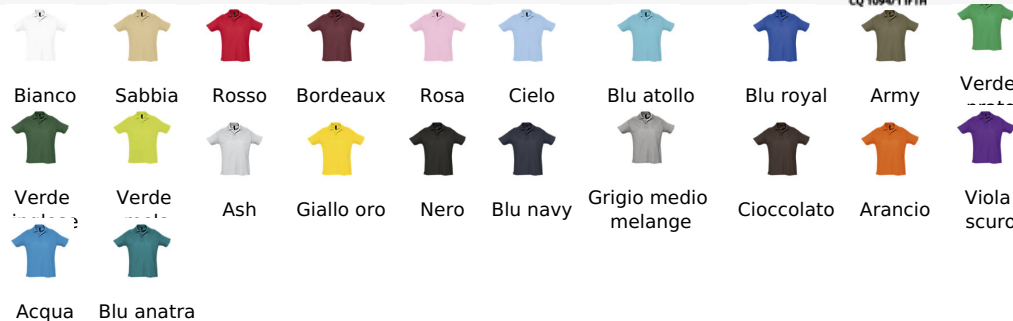 Bianco
Sabbia
Rosso
Bordeaux
Rosa
Cielo
Blu atollo
Blu royal
Army
Verde
Verde
Verde
Ash
Giallo oro
Nero
Blu navy
Grigio medio
melange
Cioccolato
Arancio
Viola
scuro
Acqua
Blu anatra